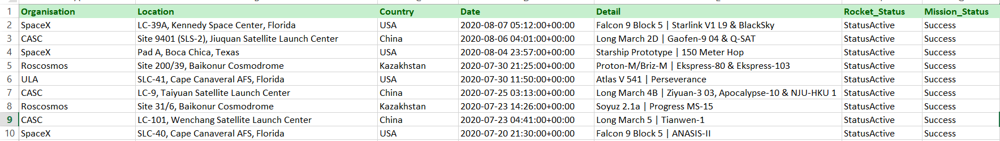 1 Organisation Location Country Date Detail Rocket_Status Mission_Status
2 SpaceX LC-39A, Kennedy Space Center, Florida USA 2020-08-07 05:12:00+00:00 Falcon 9 Block 5 | Starlink V1 L9 & BlackSky StatusActive Success
3 CASC Site 9401 (SLS-2), Jiuquan Satellite Launch Center China 2020-08-06 04:01:00+00:00 Long March 2D | Gaofen-9 04 & Q-SAT StatusActive Success
4 SpaceX Pad A, Boca Chica, Texas USA 2020-08-04 23:57:00+00:00 Starship Prototype | 150 Meter Hop StatusActive Success
5 Roscosmos Site 200/39, Baikonur Cosmodrome Kazakhstan 2020-07-30 21:25:00+00:00 Proton-M/Briz-M | Ekspress-80 & Ekspress-103 StatusActive Success
6 ULA SLC-41, Cape Canaveral AFS, Florida USA 2020-07-30 11:50:00+00:00 Atlas V 541 | Perseverance StatusActive Success
7 CASC LC-9, Taiyuan Satellite Launch Center China 2020-07-25 03:13:00+00:00 Long March 4B | Ziyuan-3 03, Apocalypse-10 & NJU-HKU 1 StatusActive Success
8 Roscosmos Site 31/6, Baikonur Cosmodrome Kazakhstan 2020-07-23 14:26:00+00:00 Soyuz 2.1a | Progress MS-15 StatusActive Success
9 CASC LC-101, Wenchang Satellite Launch Center China 2020-07-23 04:41:00+00:00 Long March 5 | Tianwen-1 StatusActive Success
10 SpaceX SLC-40, Cape Canaveral AFS, Florida USA 2020-07-20 21:30:00+00:00 Falcon 9 Block 5 | ANASIS-II StatusActive Success